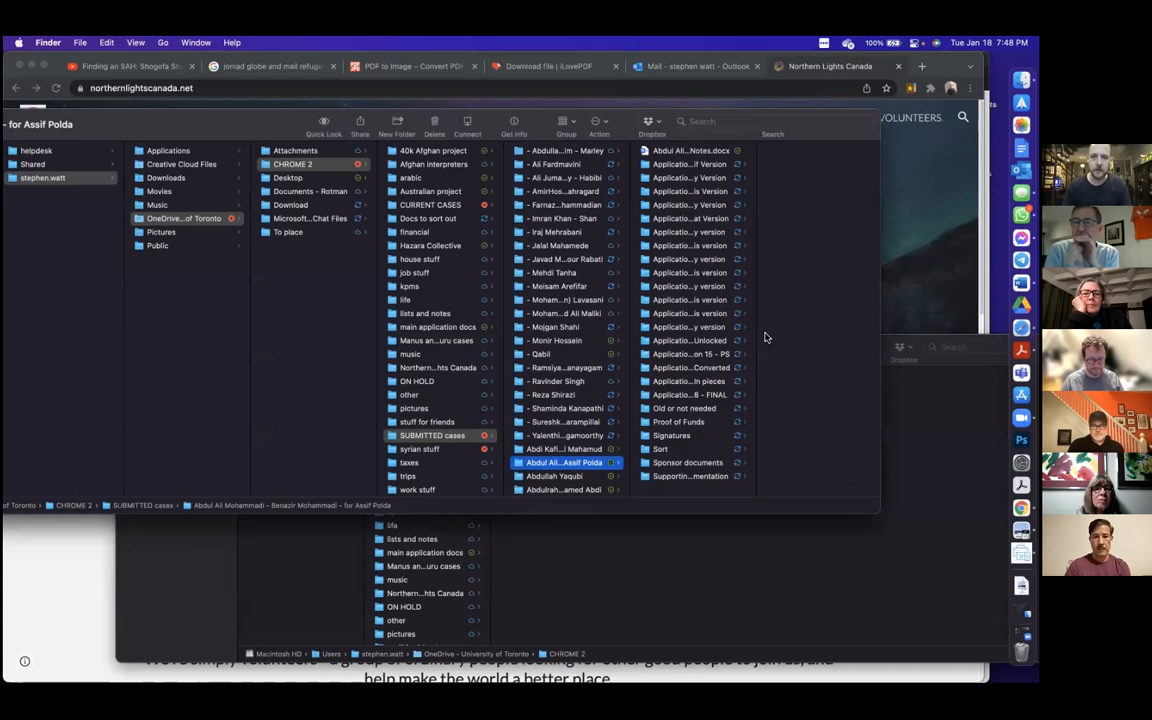 Finder File Edit View Go Window Help 100% Tue Jan 18 7:48 PM
Finding an SAH: Shogofa Sh
joriad globe and mail refuge
PDF to Image – Convert PDF
Download file | iLovePDF
Mail - stephen watt - Outlook
Northern Lights Canada
northernlightscanada.net
VOLUNTEERS
- for Assif Polda
Quick Look
Share
New Folder
Delete
Connect
Get Info
Group
Action
Dropbox
Search
Search
helpdesk
Shared
stephen.watt
Applications
Creative Cloud Files
Downloads
Movies
Music
OneDrive...of Toronto
Pictures
Public
Attachments
CHROME 2
Desktop
Documents - Rotman
Download
Microsoft...Chat Files
To place
40k Afghan project
Afghan interpreters
arabic
Australian project
CURRENT CASES
Docs to sort out
financial
Hazara Collective
house stuff
job stuff
kpms
life
lists and notes
main application docs
Manus an...uru cases
music
Northern...hts Canada
ON HOLD
other
pictures
stuff for friends
SUBMITTED cases
syrian stuff
taxes
trips
work stuff
- Abdulla...im - Marley
- Ali Fardmavini
- Ali Juma...y - Habibi
- AmirHos...ahragard
- Farnaz...hammadian
- Imran Khan - Shan
- Iraj Mehrabani
- Jalal Mahamede
- Javad M...our Rabati
- Mehdi Tanha
- Meisam Arefifar
- Moham...n) Lavasani
- Moham...d Ali Maliki
- Mojgan Shahi
- Monir Hossein
- Qabil
- Ramsiya...anayagam
- Ravinder Singh
- Reza Shirazi
- Shaminda Kanapathi
- Suresh...arampillai
- Yalenthi...gamoorthy
Abdi Kafi...l Mahamud
Abdul Ali...Assif Polda
Abdullah Yaqubi
Abdulrah...amed Abdi
Abdul Ali...Notes.docx
Applicatio...if Version
Applicatio...y Version
Applicatio...is Version
Applicatio...y Version
Applicatio...at Version
Applicatio...y version
Applicatio...is version
Applicatio...y version
Applicatio...is version
Applicatio...y version
Applicatio...is version
Applicatio...is version
Applicatio...y version
Applicatio...Unlocked
Applicatio...on 15 - PS
Applicatio...Converted
Applicatio...In pieces
Applicatio...8 - FINAL
Old or not needed
Proof of Funds
Signatures
Sort
Sponsor documents
Supportin...mentation
of Toronto › CHROME 2 › SUBMITTED cases › Abdul Ali Mohammadi - Benazir Mohammadi - for Assif Polda
Dropbox
Search
life
lists and notes
main application docs
Manus an...uru cases
music
Northern...hts Canada
ON HOLD
other
pictures
Macintosh HD › Users › stephen.watt › OneDrive - University of Toronto › CHROME 2
help make the world a better place.